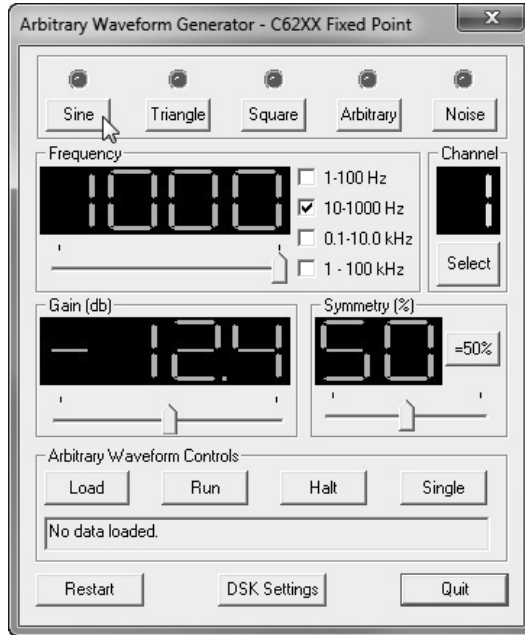 Arbitrary Waveform Generator - C62XX Fixed Point
X
Sine Triangle Square Arbitrary Noise
Frequency
1000
1-100 Hz
10-1000 Hz
0.1-10.0 kHz
1 - 100 kHz
Channel
1
Select
Gain (db)
-12.4
Symmetry (%)
50
=50%
Arbitrary Waveform Controls
Load Run Halt Single
No data loaded.
Restart DSK Settings Quit